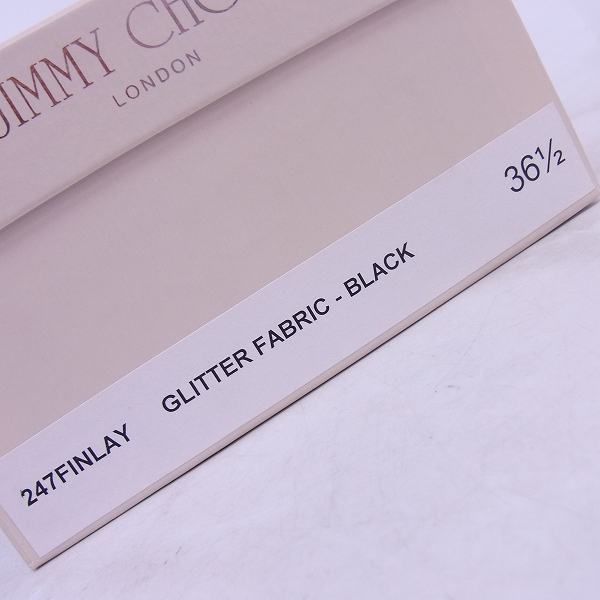 JIMMY CHO
LONDON
36½
247FINLAY GLITTER FABRIC - BLACK